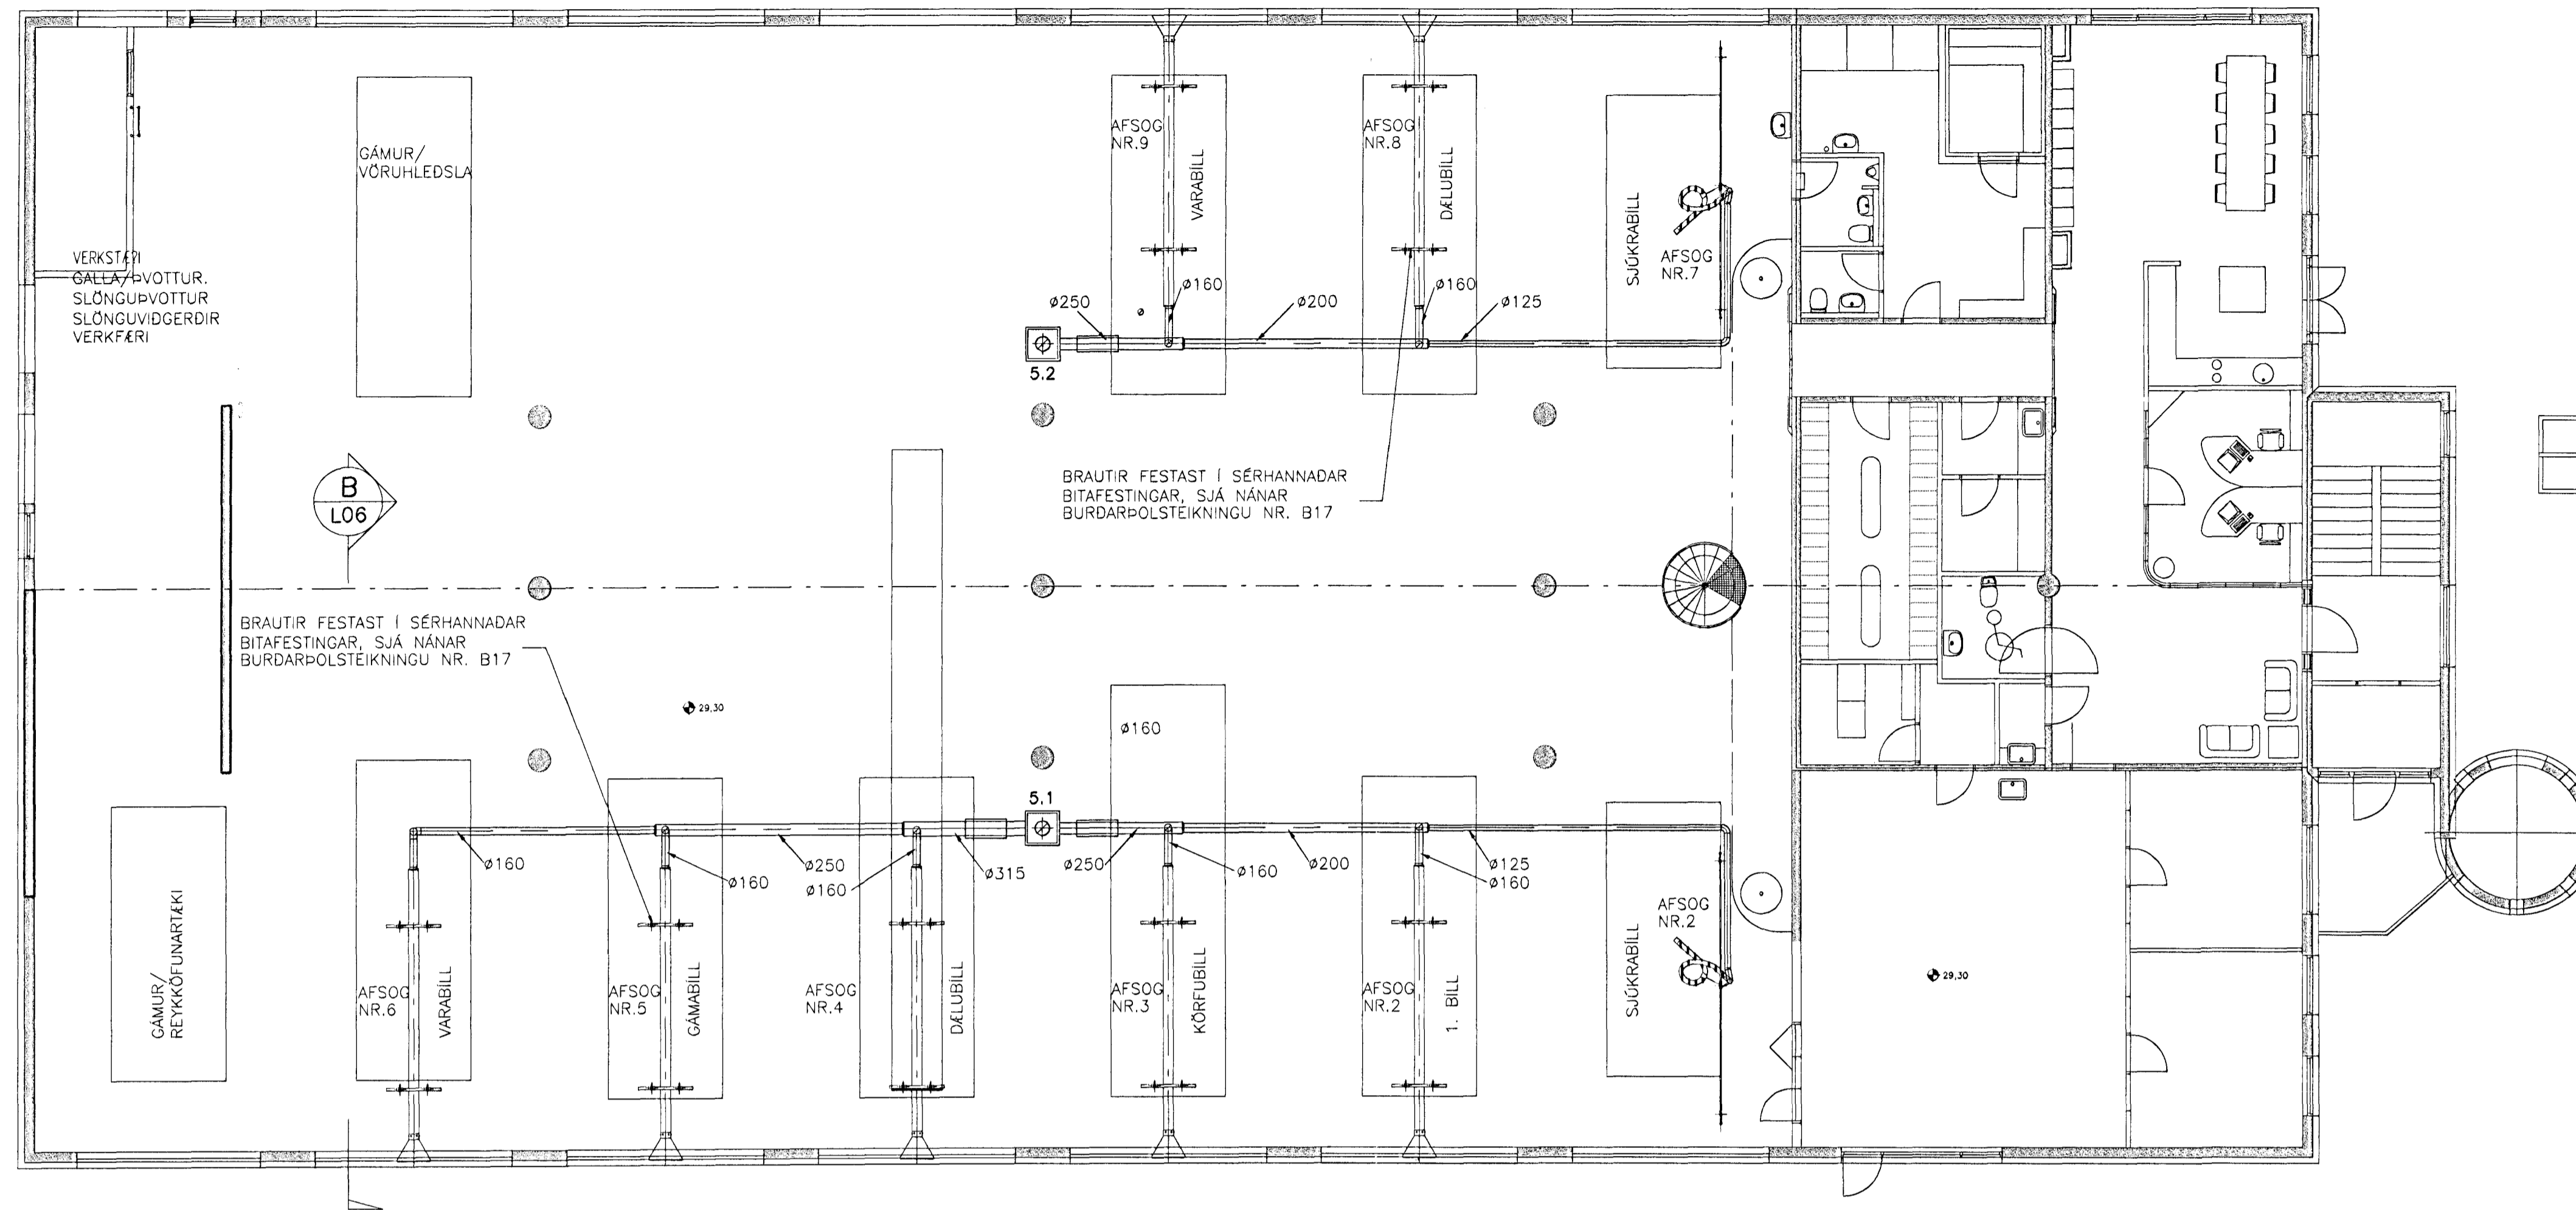 GÁMUR/
VÖRUHLEÐSLA
AFSOG
NR.9
VARABÍLL
AFSOG
NR.8
DÆLUBÍLL
SJÚKRABÍLL
AFSOG
NR.7
VERKSTÆÐI
GALLA/ÞVOTTUR.
SLÖNGUÞVOTTUR
SLÖNGUVIÐGERÐIR
VERKFÆRI
ø250
ø160
ø200
ø160
ø125
5.2
B
L06
BRAUTIR FESTAST Í SÉRHANNAÐAR
BITAFESTINGAR, SJÁ NÁNAR
BURÐARÞOLSTEIKNINGU NR. B17
BRAUTIR FESTAST Í SÉRHANNAÐAR
BITAFESTINGAR, SJÁ NÁNAR
BURÐARÞOLSTEIKNINGU NR. B17
29,30
ø160
5.1
ø160
ø160
ø250
ø160
ø315
ø250
ø160
ø200
ø125
ø160
GÁMUR/
REYKKÖFUNARTÆKI
AFSOG
NR.6
VARABÍLL
AFSOG
NR.5
GÁMABÍLL
AFSOG
NR.4
DÆLUBÍLL
AFSOG
NR.3
KÖRFUBÍLL
AFSOG
NR.2
1. BÍLL
SJÚKRABÍLL
AFSOG
NR.2
29,30